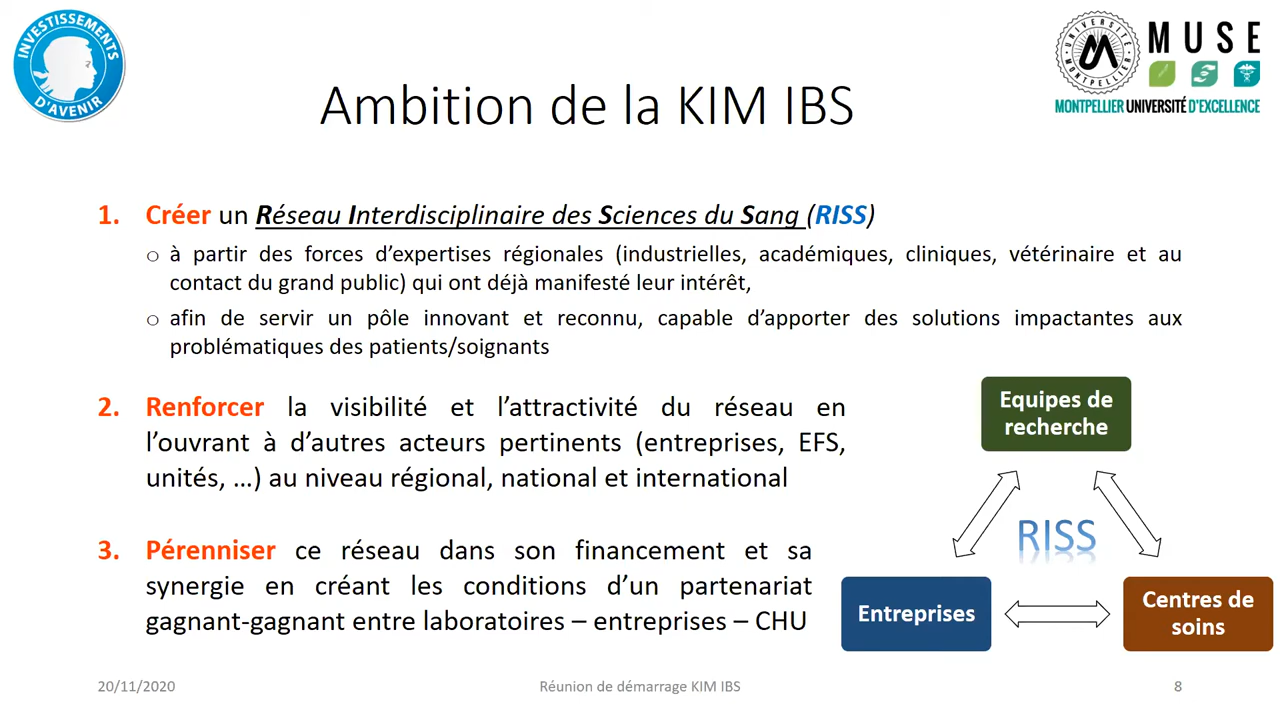 INVESTISSEMENTS
D'AVENIR
UNIVERSITÉ
MONTPELLIER
MUSE
MONTPELLIER UNIVERSITÉ D'EXCELLENCE
Ambition de la KIM IBS
1. Créer un Réseau Interdisciplinaire des Sciences du Sang (RISS)
o à partir des forces d'expertises régionales (industrielles, académiques, cliniques, vétérinaire et au
contact du grand public) qui ont déjà manifesté leur intérêt,
o afin de servir un pôle innovant et reconnu, capable d'apporter des solutions impactantes aux
problématiques des patients/soignants
2. Renforcer la visibilité et l'attractivité du réseau en
l'ouvrant à d'autres acteurs pertinents (entreprises, EFS,
unités, …) au niveau régional, national et international
3. Pérenniser ce réseau dans son financement et sa
synergie en créant les conditions d'un partenariat
gagnant-gagnant entre laboratoires – entreprises – CHU
Equipes de
recherche
RISS
Entreprises
Centres de
soins
20/11/2020
Réunion de démarrage KIM IBS
8